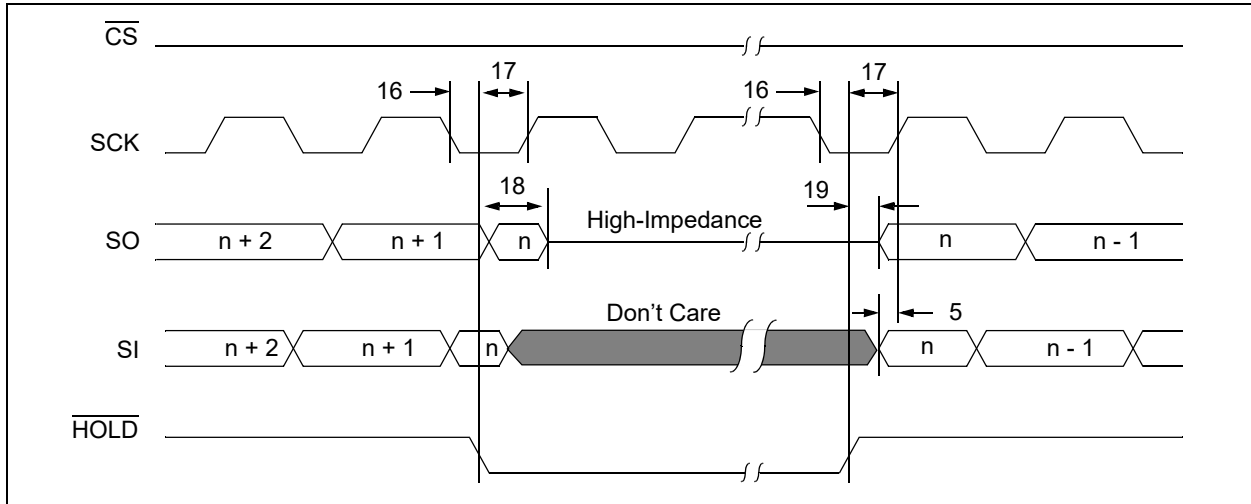 CS
17
17
16
16
SCK
18
19
High-Impedance
SO
n + 2
n + 1
n
n
n - 1
Don't Care
5
SI
n + 2
n + 1
n
n
n - 1
HOLD